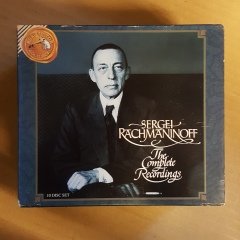 SERGEI
RACHMANINOFF
The
Complete
Recordings
10 DISC SET